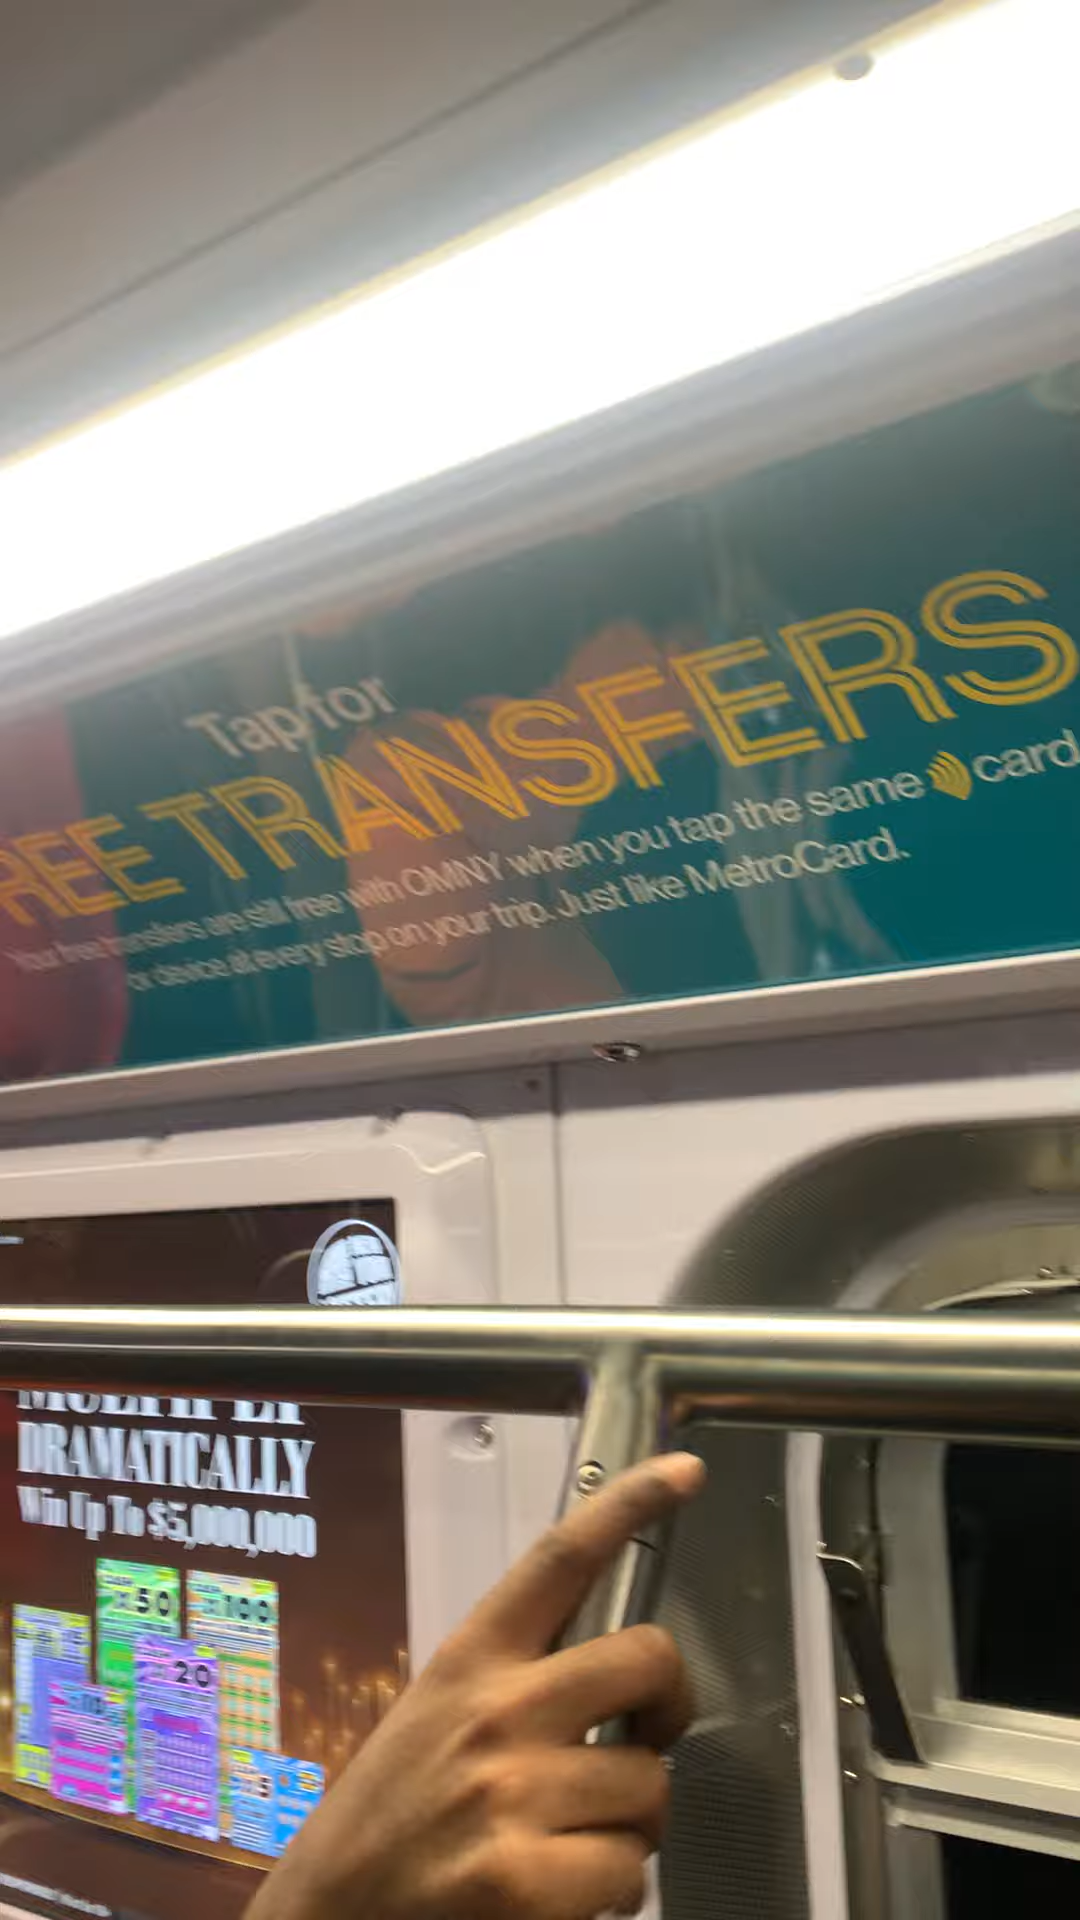 Tap for
FREE TRANSFERS
Your free transfers are still free with OMNY when you tap the same card
or device at every stop on your trip. Just like MetroCard.
DRAMATICALLY
Win Up To $5,000,000
50
100
20